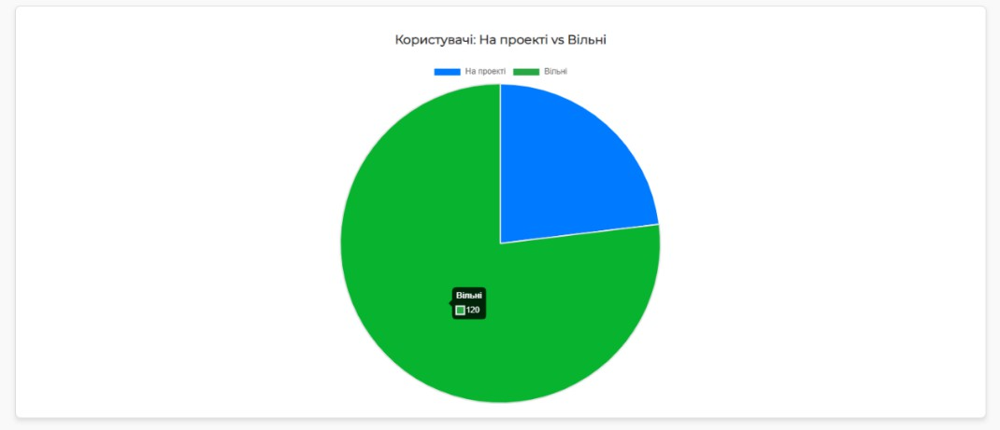 Користувачі: На проекті vs Вільні
На проекті Вільні
Вільні
120